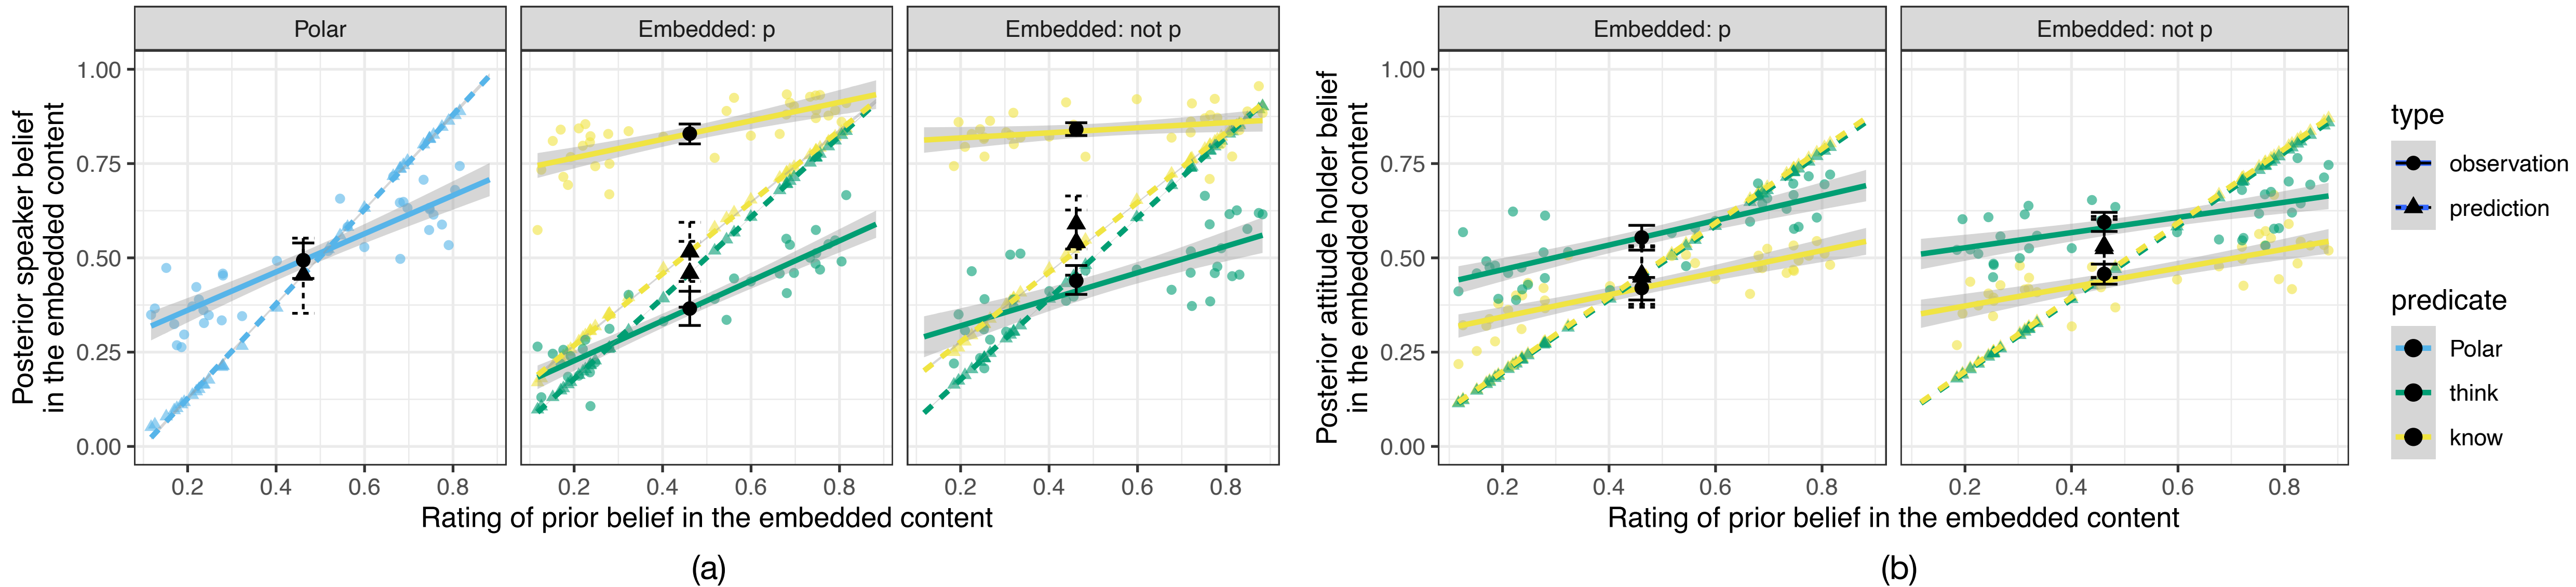 Polar
Embedded: p
Embedded: not p
Posterior speaker belief
in the embedded content
1.00
0.75
0.50
0.25
0.00
0.2 0.4 0.6 0.8
0.2 0.4 0.6 0.8
0.2 0.4 0.6 0.8
Rating of prior belief in the embedded content
(a)
Embedded: p
Embedded: not p
Posterior attitude holder belief
in the embedded content
1.00
0.75
0.50
0.25
0.00
0.2 0.4 0.6 0.8
0.2 0.4 0.6 0.8
Rating of prior belief in the embedded content
(b)
type
observation
prediction
predicate
Polar
think
know